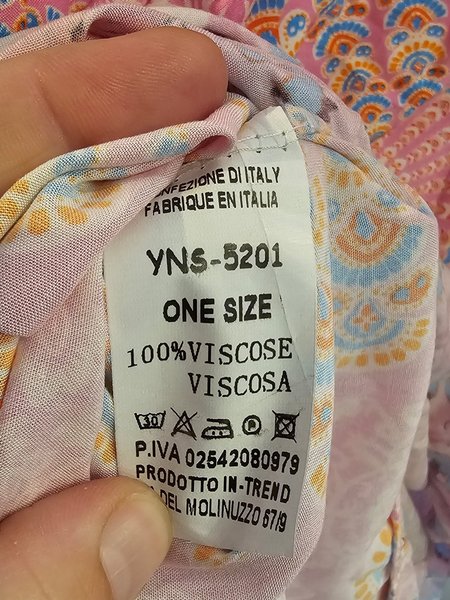 CONFEZIONE DI ITALY
FABRIQUE EN ITALIA
YNS-5201
ONE SIZE
100%VISCOSE
VISCOSA
30 P
P.IVA 02542080979
PRODOTTO IN-TREND
DEL MOLINUZZO 67/9